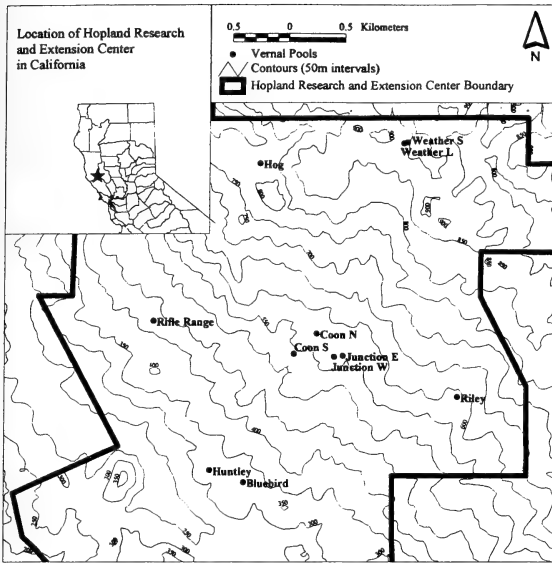 Location of Hopland Research
and Extension Center
in California
0.5 0 0.5 Kilometers
Vernal Pools
Contours (50m intervals)
Hopland Research and Extension Center Boundary
N
Weather S
Weather L
Hog
Rifle Range
Coon N
Coon S
Junction E
Junction W
Riley
Huntley
Bluebird